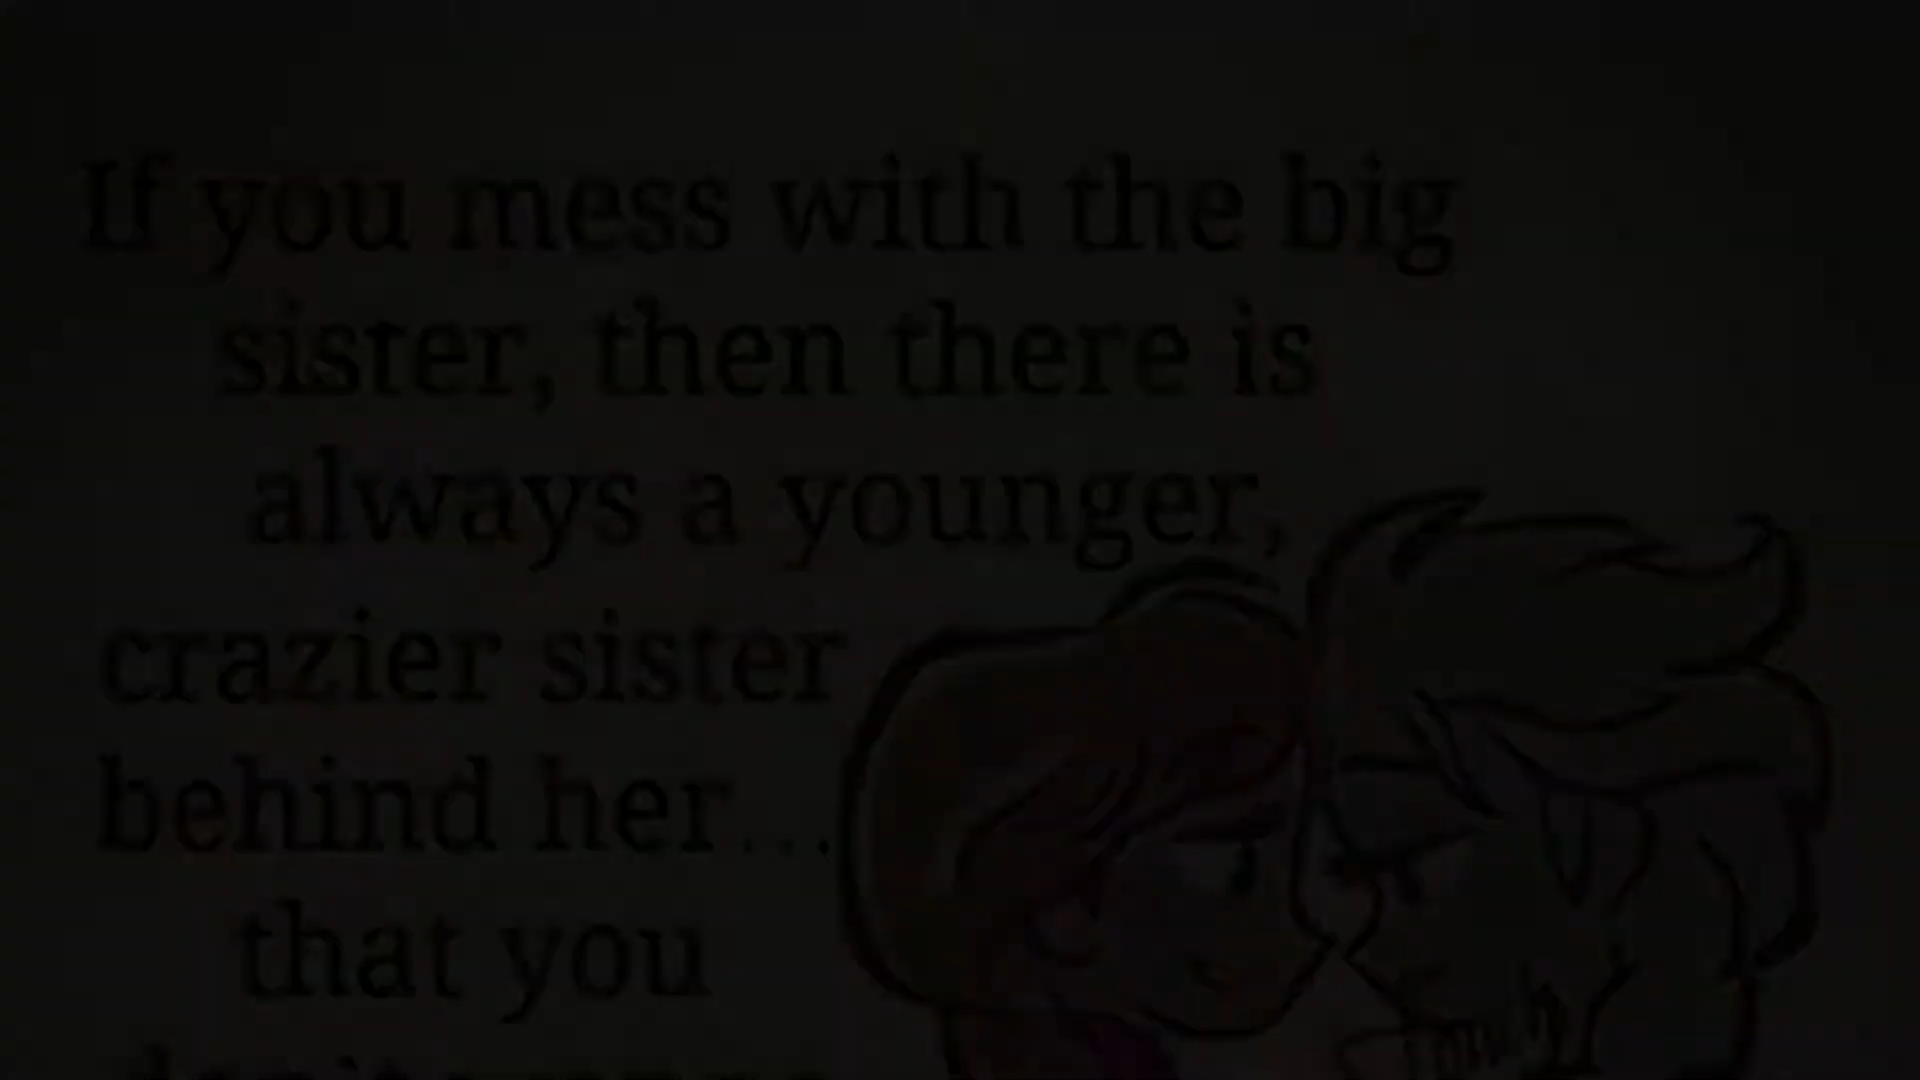 If you mess with the big
sister, then there is
always a younger,
crazier sister
behind her...
that you